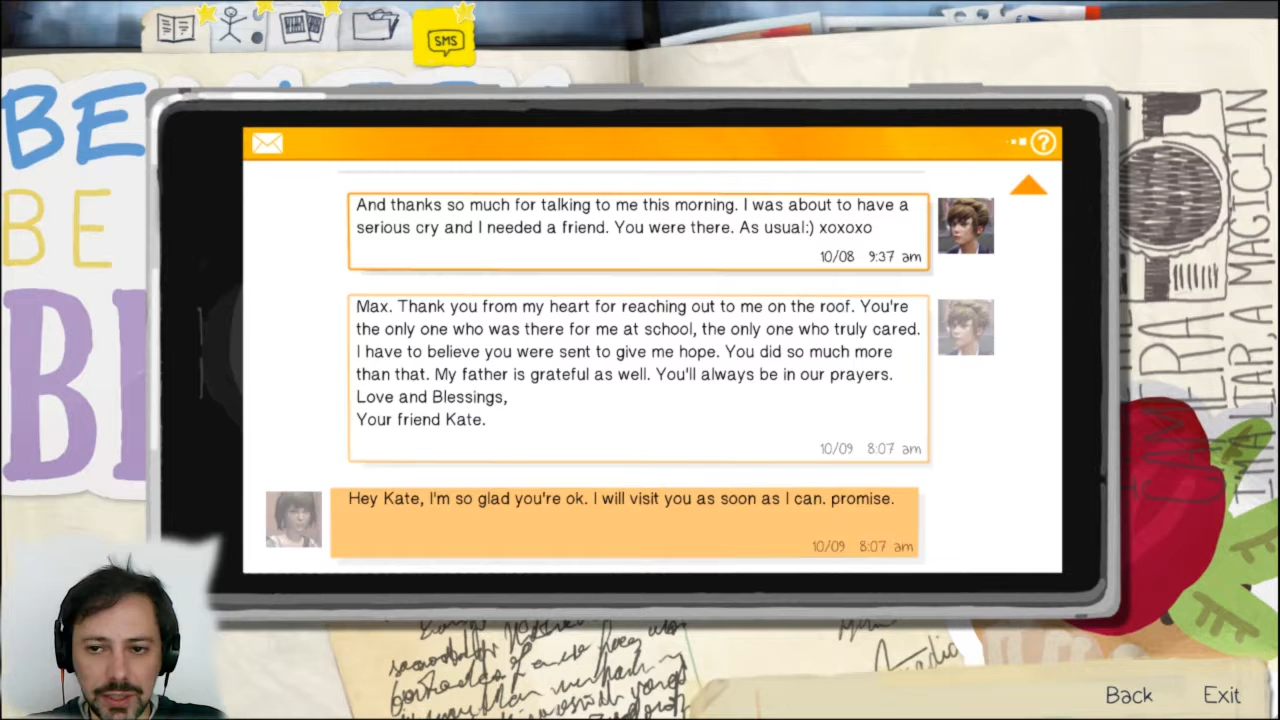 SMS
BE
BE
?
And thanks so much for talking to me this morning. I was about to have a
serious cry and I needed a friend. You were there. As usual:) xoxoxo
10/08 9:37 am
Max. Thank you from my heart for reaching out to me on the roof. You're
the only one who was there for me at school, the only one who truly cared.
I have to believe you were sent to give me hope. You did so much more
than that. My father is grateful as well. You'll always be in our prayers.
Love and Blessings,
Your friend Kate.
10/09 8:07 am
Hey Kate, I'm so glad you're ok. I will visit you as soon as I can. promise.
10/09 8:07 am
CAMERA
LIAR, A MAGICIAN
Back Exit